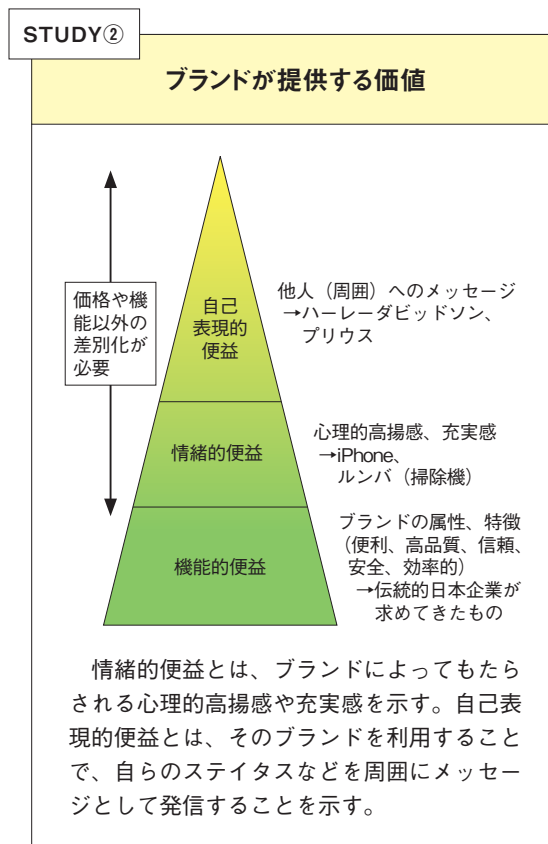 STUDY②
ブランドが提供する価値
価格や機
能以外の
差別化が
必要
自己
表現的
便益
他人（周囲）へのメッセージ
→ハーレーダビッドソン、
プリウス
情緒的便益
心理的高揚感、充実感
→iPhone、
ルンバ（掃除機）
機能的便益
ブランドの属性、特徴
（便利、高品質、信頼、
安全、効率的）
→伝統的日本企業が
求めてきたもの
　情緒的便益とは、ブランドによってもたら
される心理的高揚感や充実感を示す。自己表
現的便益とは、そのブランドを利用すること
で、自らのステイタスなどを周囲にメッセー
ジとして発信することを示す。